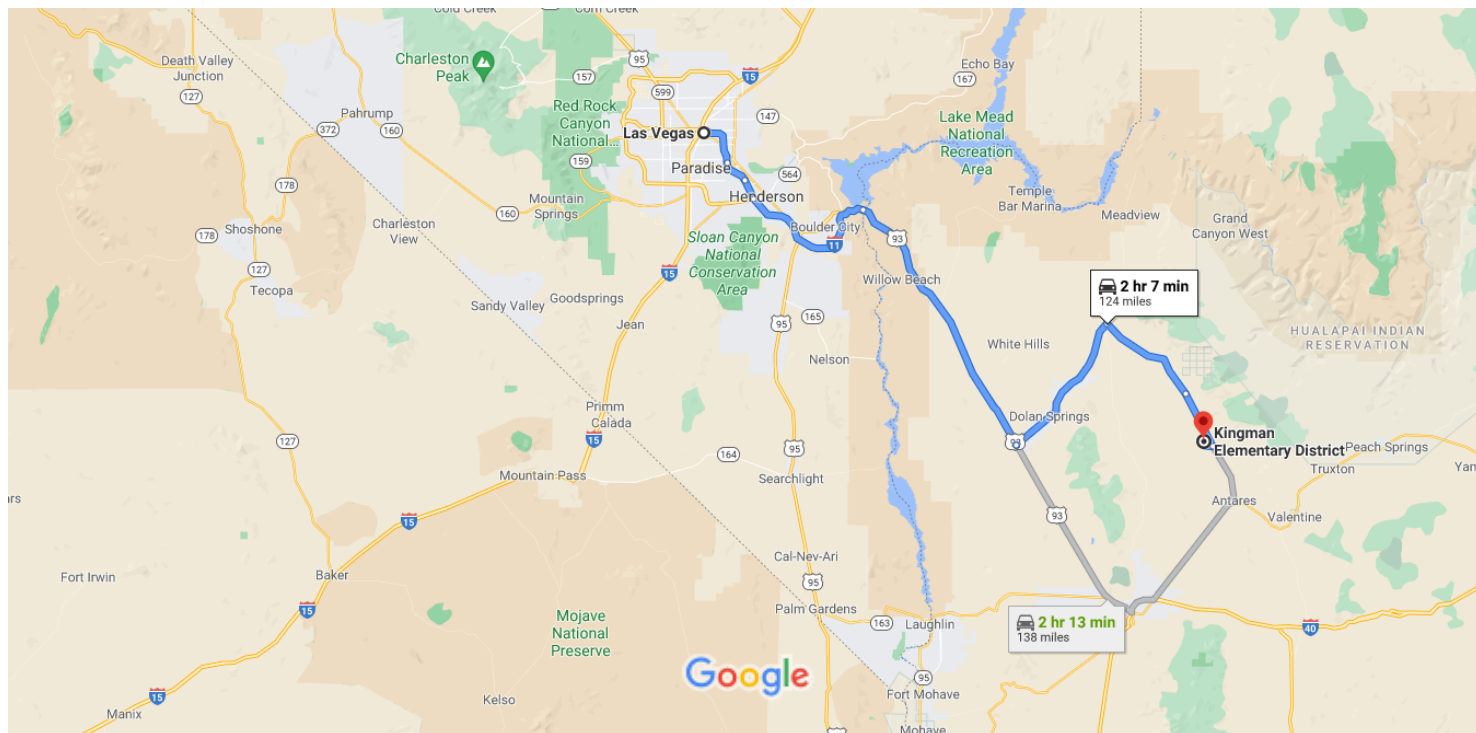 Cold Creek
Corn Creek
Death Valley
Junction
Charleston
Peak
95
15
Echo Bay
167
157
599
127
Pahrump
372
160
Red Rock
Canyon
National...
147
Las Vegas
Lake Mead
National
Recreation
Area
159
Paradise
564
178
Mountain
Springs
160
Henderson
Temple
Bar Marina
Meadview
Grand
Canyon West
178
Shoshone
Charleston
View
Boulder City
11
93
Sloan Canyon
National
Conservation
Area
127
15
Willow Beach
Tecopa
Sandy Valley
Goodsprings
2 hr 7 min
124 miles
Jean
95
165
HUALAPAI INDIAN
RESERVATION
White Hills
Nelson
Primm
Calada
Dolan Springs
93
Kingman
Elementary District
Peach Springs
Truxton
Yan
127
15
95
164
Mountain Pass
Searchlight
ars
15
93
Antares
Valentine
Cal-Nev-Ari
Fort Irwin
Baker
95
15
Palm Gardens
163
Laughlin
2 hr 13 min
138 miles
40
Mojave
National
Preserve
Google
95
Fort Mohave
15
Kelso
Manix
Mohave